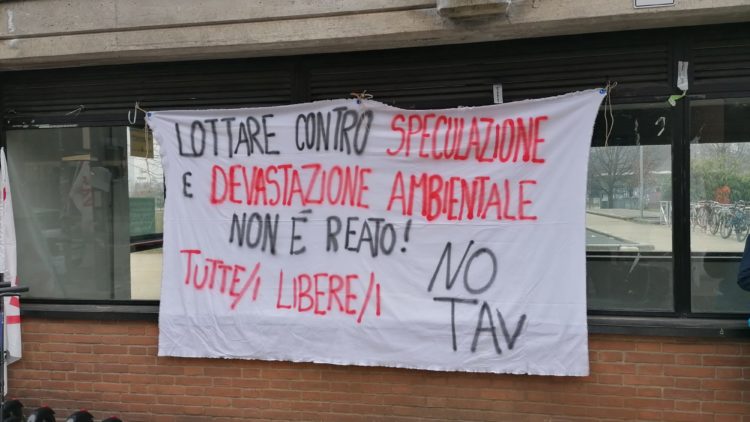 LOTTARE CONTRO SPECULAZIONE
E DEVASTAZIONE AMBIENTALE
NON É REATO!
TUTTE/I LIBERE/I
NO
TAV